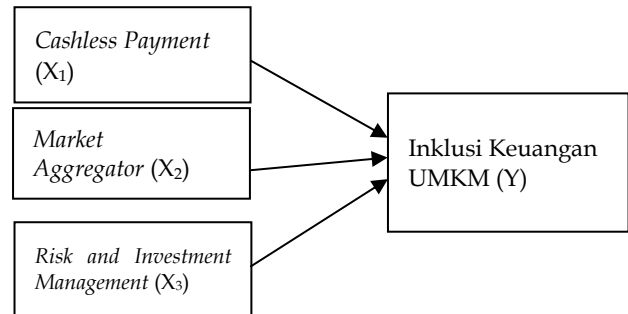 Cashless Payment
(X₁)
Market
Aggregator (X₂)
Risk and Investment
Management (X₃)
Inklusi Keuangan
UMKM (Y)